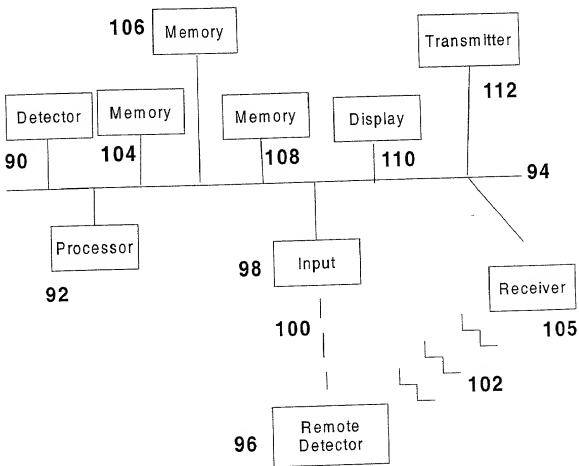 106
Memory
Transmitter
112
Detector
Memory
Memory
Display
90
104
108
110
94
Processor
92
98
Input
Receiver
105
100
102
96
Remote
Detector